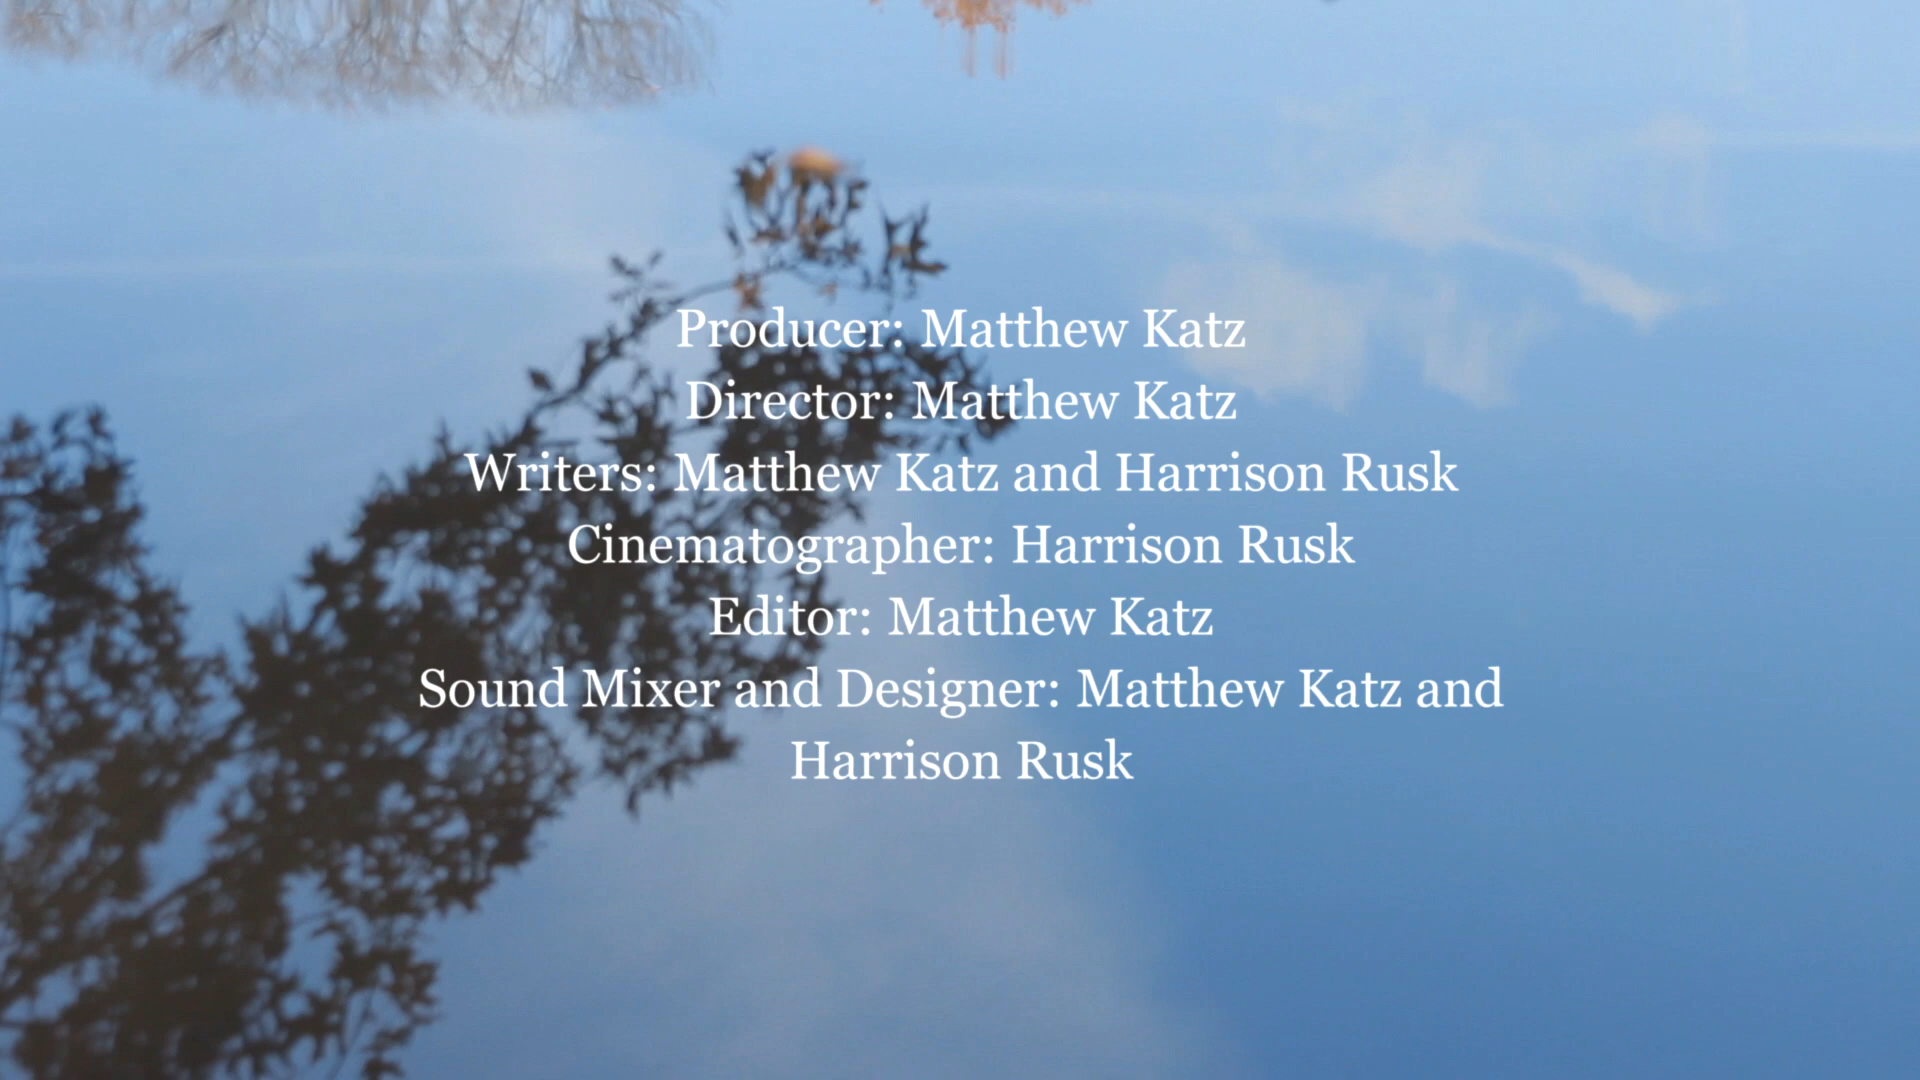 Producer: Matthew Katz
Director: Matthew Katz
Writers: Matthew Katz and Harrison Rusk
Cinematographer: Harrison Rusk
Editor: Matthew Katz
Sound Mixer and Designer: Matthew Katz and
Harrison Rusk